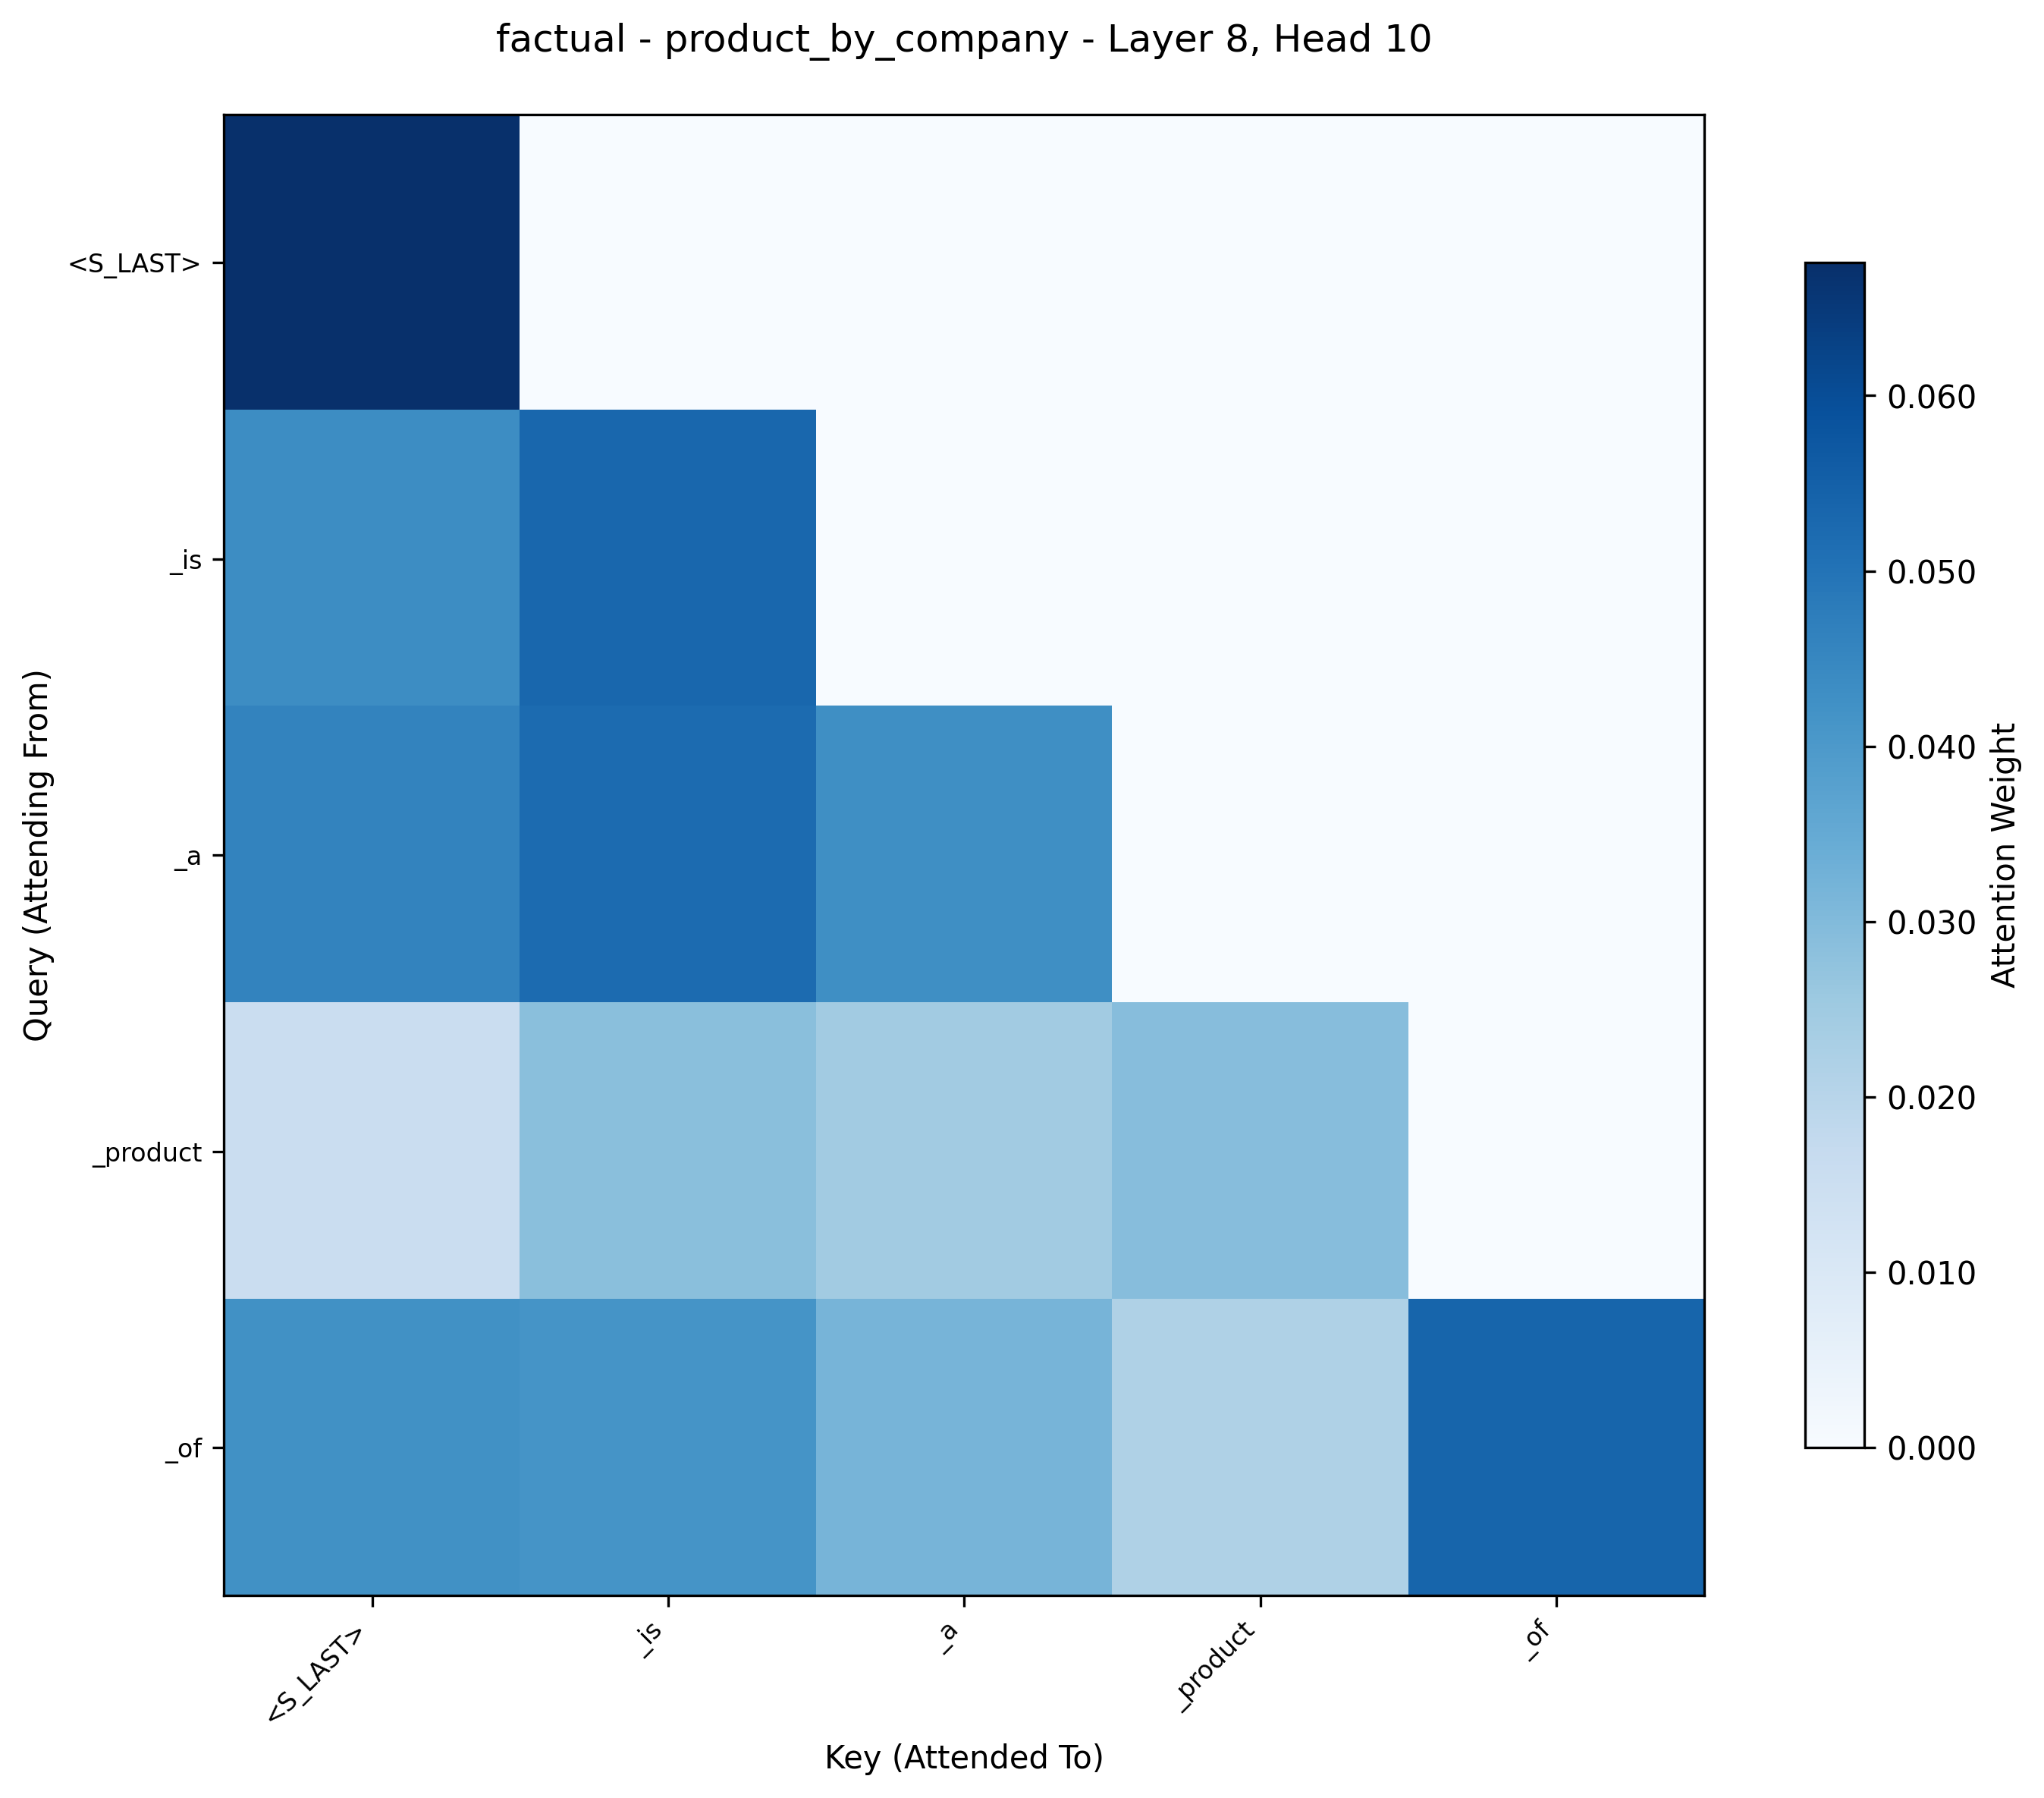 factual - product_by_company - Layer 8, Head 10
Query (Attending From)
<S_LAST>
_is
_a
_product
_of
<S_LAST>
_is
_a
_product
_of
Key (Attended To)
0.060
0.050
0.040
0.030
0.020
0.010
0.000
Attention Weight